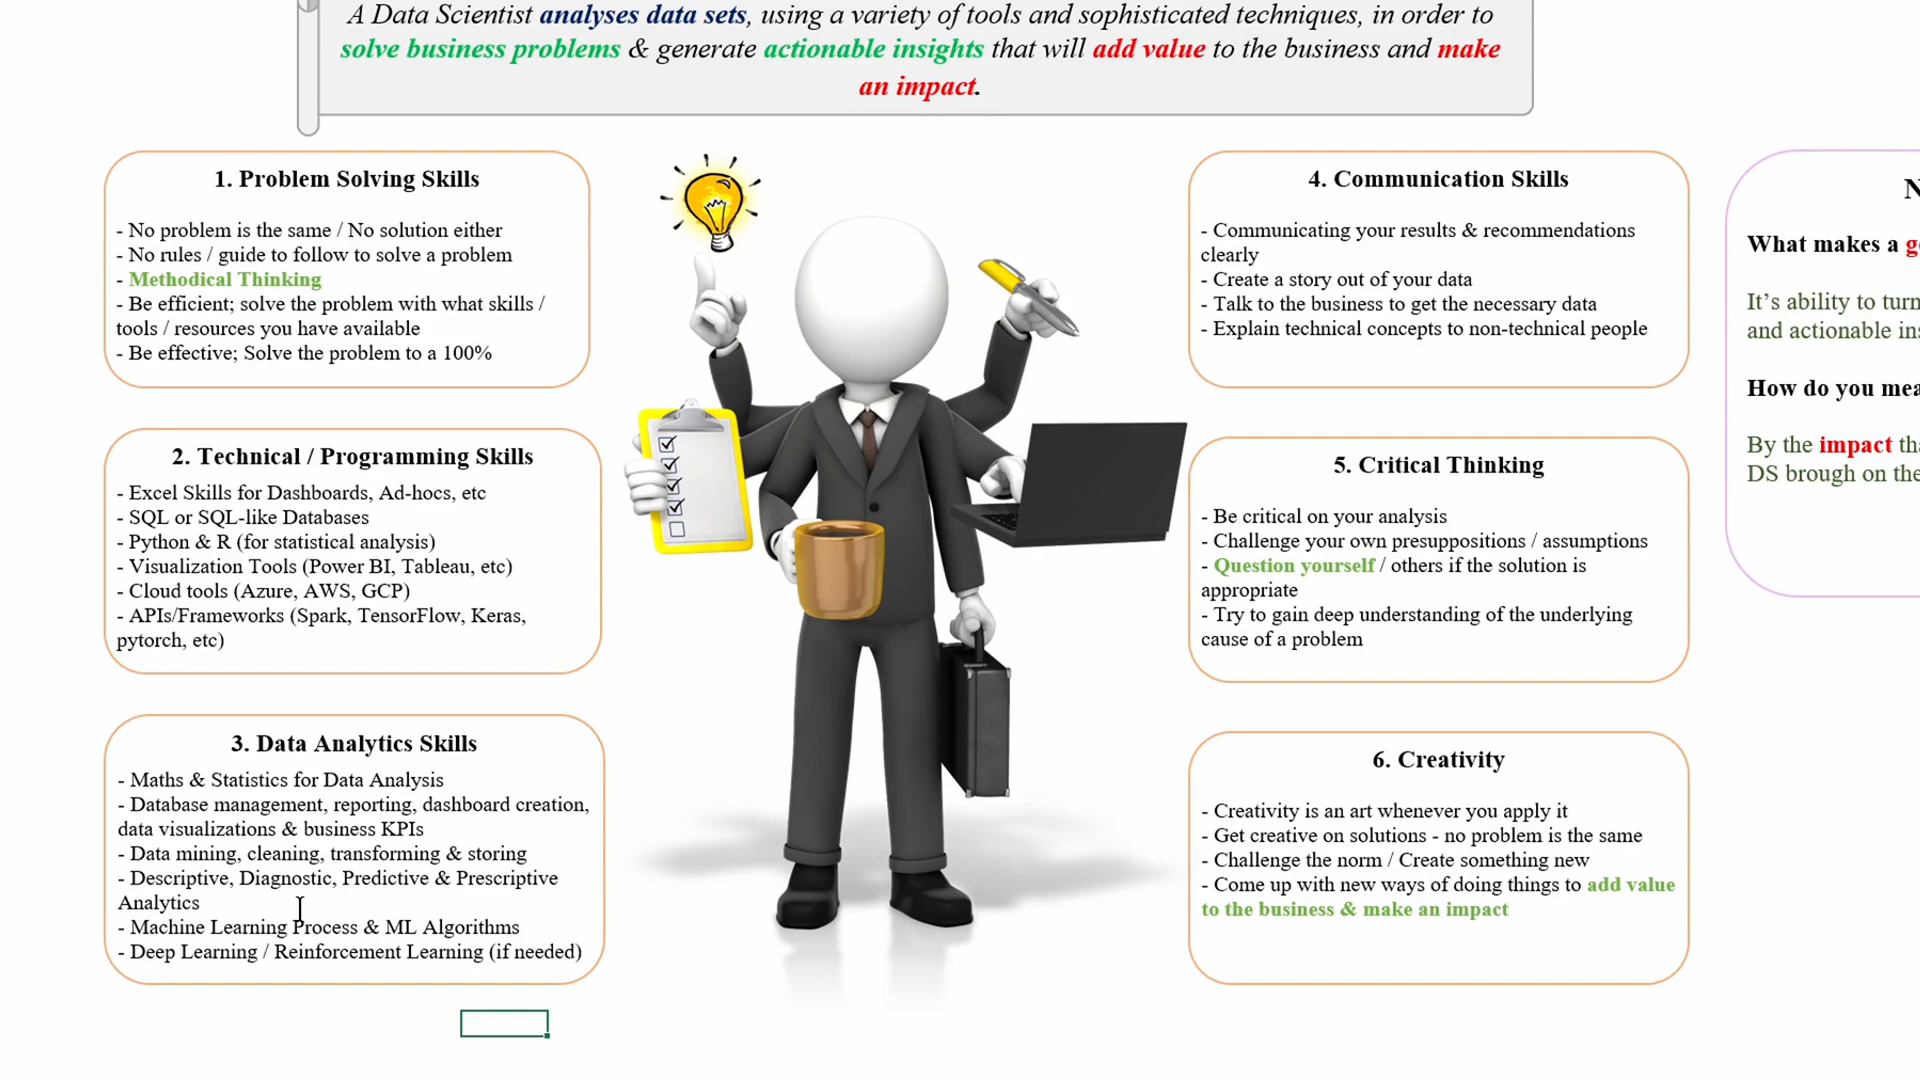 A Data Scientist analyses data sets, using a variety of tools and sophisticated techniques, in order to
solve business problems & generate actionable insights that will add value to the business and make
an impact.
1. Problem Solving Skills
- No problem is the same / No solution either
- No rules / guide to follow to solve a problem
- Methodical Thinking
- Be efficient; solve the problem with what skills /
tools / resources you have available
- Be effective; Solve the problem to a 100%
2. Technical / Programming Skills
- Excel Skills for Dashboards, Ad-hocs, etc
- SQL or SQL-like Databases
- Python & R (for statistical analysis)
- Visualization Tools (Power BI, Tableau, etc)
- Cloud tools (Azure, AWS, GCP)
- APIs/Frameworks (Spark, TensorFlow, Keras,
pytorch, etc)
3. Data Analytics Skills
- Maths & Statistics for Data Analysis
- Database management, reporting, dashboard creation,
data visualizations & business KPIs
- Data mining, cleaning, transforming & storing
- Descriptive, Diagnostic, Predictive & Prescriptive
Analytics
- Machine Learning Process & ML Algorithms
- Deep Learning / Reinforcement Learning (if needed)
4. Communication Skills
- Communicating your results & recommendations
clearly
- Create a story out of your data
- Talk to the business to get the necessary data
- Explain technical concepts to non-technical people
5. Critical Thinking
- Be critical on your analysis
- Challenge your own presuppositions / assumptions
- Question yourself / others if the solution is
appropriate
- Try to gain deep understanding of the underlying
cause of a problem
6. Creativity
- Creativity is an art whenever you apply it
- Get creative on solutions - no problem is the same
- Challenge the norm / Create something new
- Come up with new ways of doing things to add value
to the business & make an impact
What makes a
It's ability to turn
and actionable
How do you
By the impact
DS brough on the